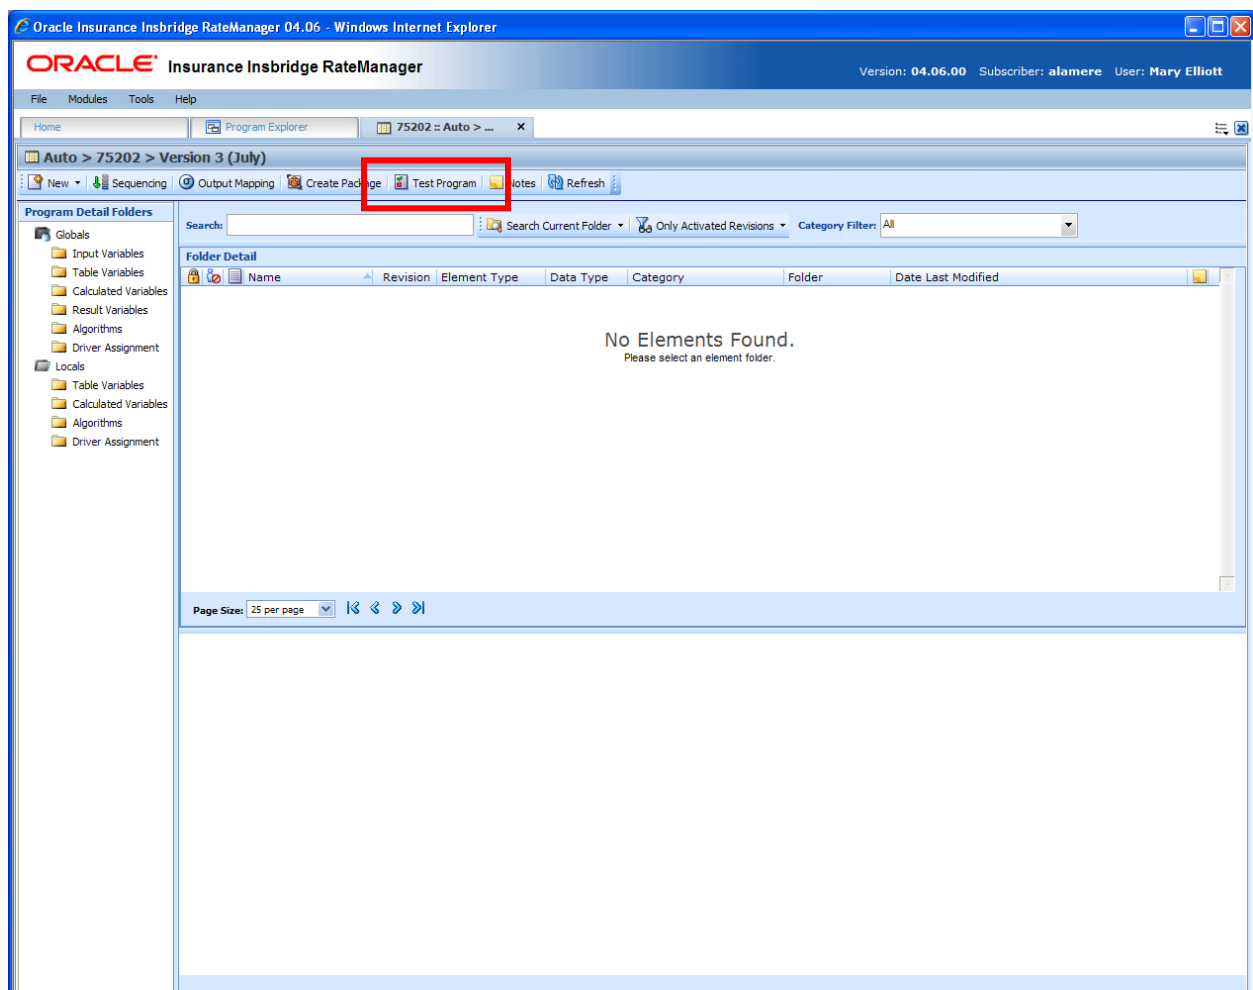 Oracle Insurance Insbridge RateManager 04.06 - Windows Internet Explorer
ORACLE Insurance Insbridge RateManager
Version: 04.06.00 Subscriber: alamere User: Mary Elliott
File Modules Tools Help
Home Program Explorer 75202 :: Auto > ... x
Auto > 75202 > Version 3 (July)
New Sequencing Output Mapping Create Package Test Program Notes Refresh
Program Detail Folders
Globals
Input Variables
Table Variables
Calculated Variables
Result Variables
Algorithms
Driver Assignment
Locals
Table Variables
Calculated Variables
Algorithms
Driver Assignment
Search: Search Current Folder Only Activated Revisions Category Filter: All
Folder Detail
Name Revision Element Type Data Type Category Folder Date Last Modified
No Elements Found.
Please select an element folder.
Page Size: 25 per page